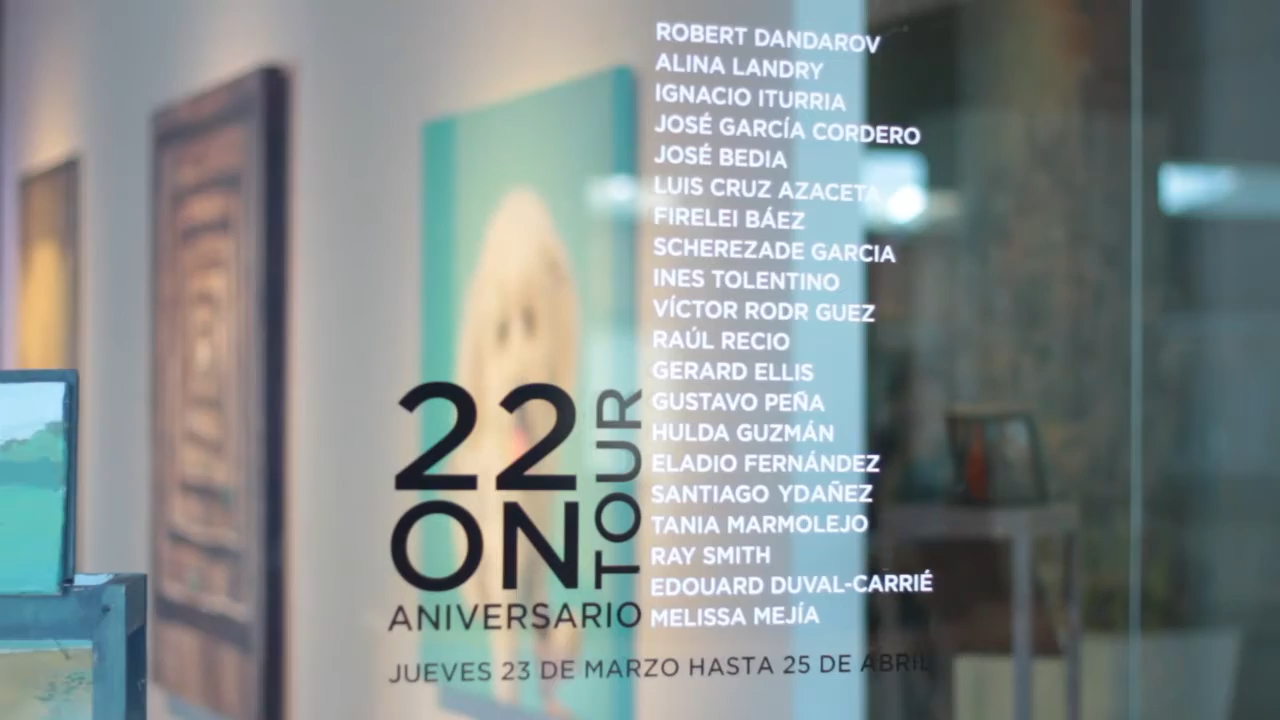 ROBERT DANDAROV
ALINA LANDRY
IGNACIO ITURRIA
JOSÉ GARCÍA CORDERO
JOSÉ BEDIA
LUIS CRUZ AZACETA
FIRELEI BÁEZ
SCHEREZADE GARCIA
INES TOLENTINO
VÍCTOR RODR GUEZ
RAÚL RECIO
GERARD ELLIS
GUSTAVO PEÑA
HULDA GUZMÁN
ELADIO FERNÁNDEZ
SANTIAGO YDAÑEZ
TANIA MARMOLEJO
RAY SMITH
EDOUARD DUVAL-CARRIÉ
MELISSA MEJÍA
22
ON
TOUR
ANIVERSARIO
JUEVES 23 DE MARZO HASTA 25 DE ABRIL